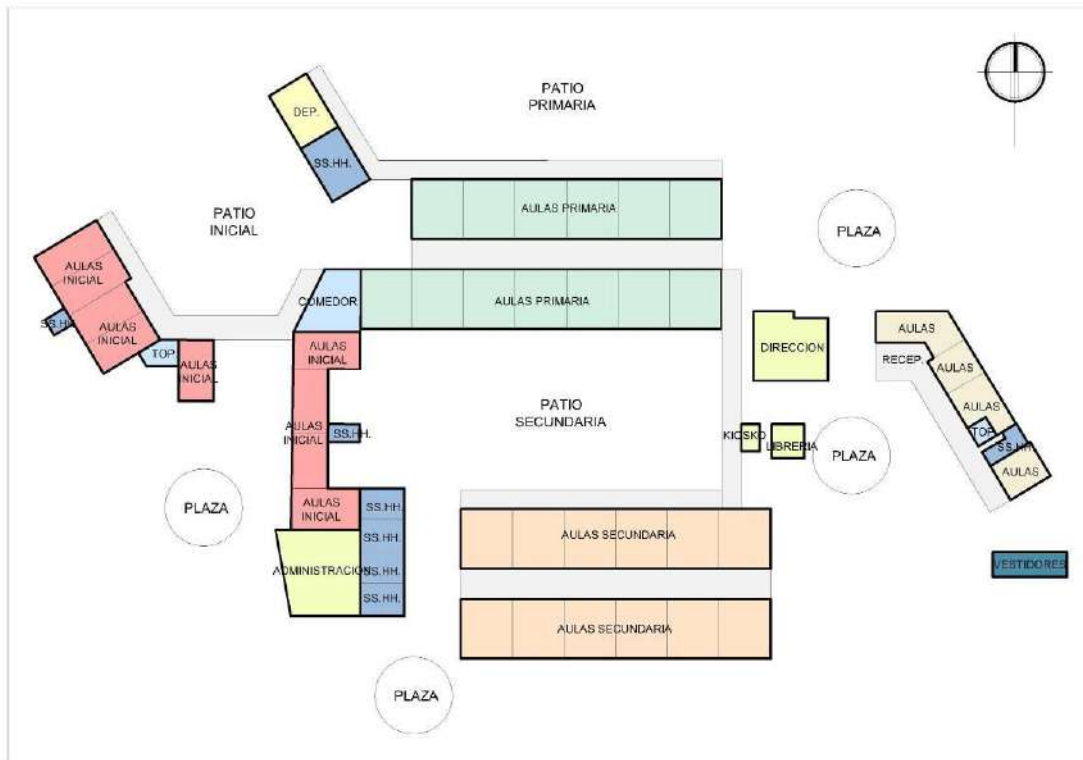 PATIO
PRIMARIA
DEP.
SS.HH.
AULAS PRIMARIA
PATIO
INICIAL
PLAZA
AULAS
INICIAL
COMEDOR
AULAS PRIMARIA
SS.HH.
AULAS
INICIAL
TOP.
AULAS
INICIAL
AULAS
INICIAL
DIRECCION
AULAS
RECEP.
AULAS
AULAS
TOP.
SS.HH.
AULAS
PATIO
SECUNDARIA
AULAS
INICIAL
SS.HH.
KIOSKO
LIBRERIA
PLAZA
PLAZA
AULAS
INICIAL
SS.HH.
SS.HH.
AULAS SECUNDARIA
ADMINISTRACION
SS.HH.
SS.HH.
VESTIDORES
AULAS SECUNDARIA
PLAZA